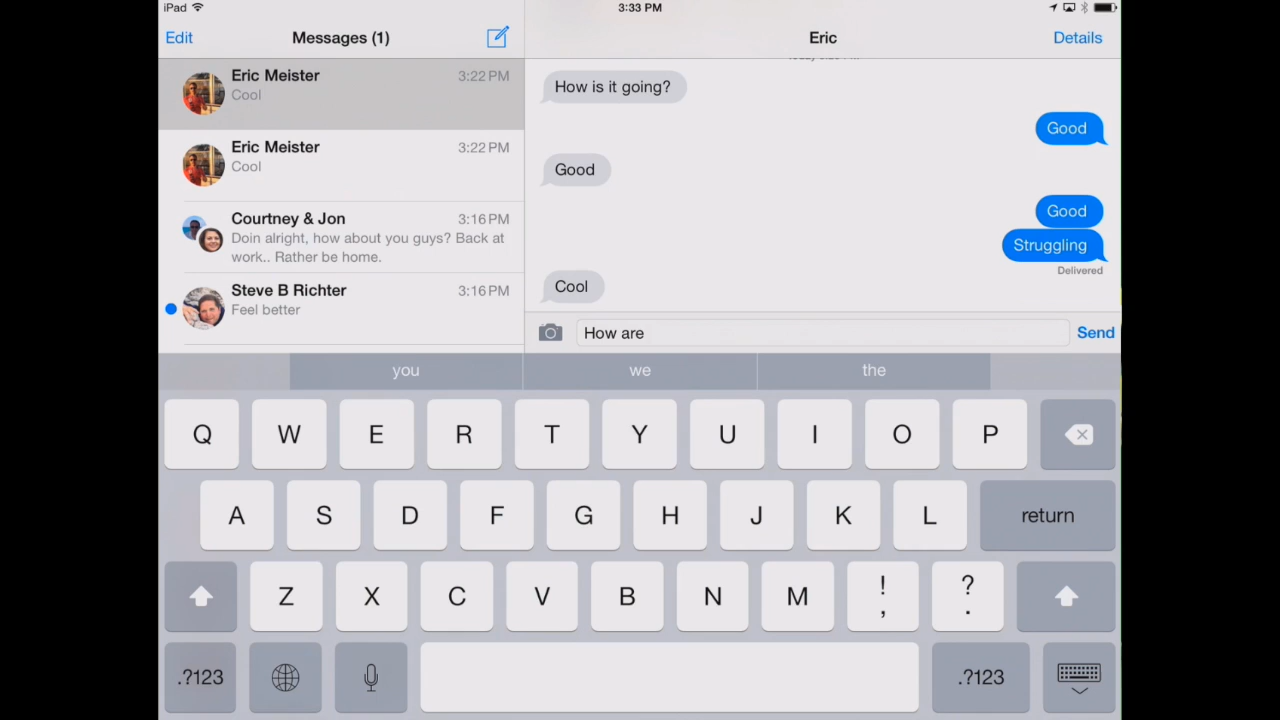 iPad
3:33 PM
Edit
Messages (1)
Eric
Details
Eric Meister
3:22 PM
Cool
Eric Meister
3:22 PM
Cool
Courtney & Jon
3:16 PM
Doin alright, how about you guys? Back at
work.. Rather be home.
Steve B Richter
3:16 PM
Feel better
How is it going?
Good
Good
Good
Struggling
Delivered
Cool
How are
Send
you we the
Q W E R T Y U I O P
A S D F G H J K L return
Z X C V B N M ! , ? .
.?123 .?123